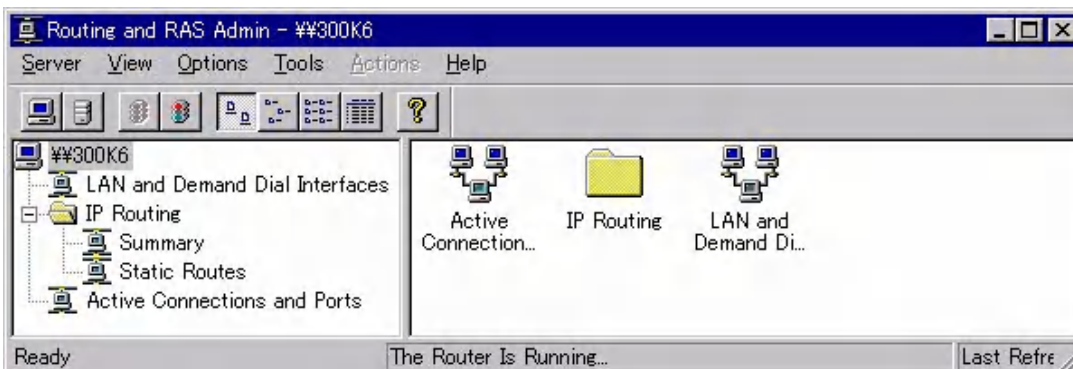 Routing and RAS Admin - ¥¥300K6
Server View Options Tools Actions Help
¥¥300K6
LAN and Demand Dial Interfaces
IP Routing
Summary
Static Routes
Active Connections and Ports
Active Connection...
IP Routing
LAN and Demand Di...
Ready
The Router Is Running...
Last Refre